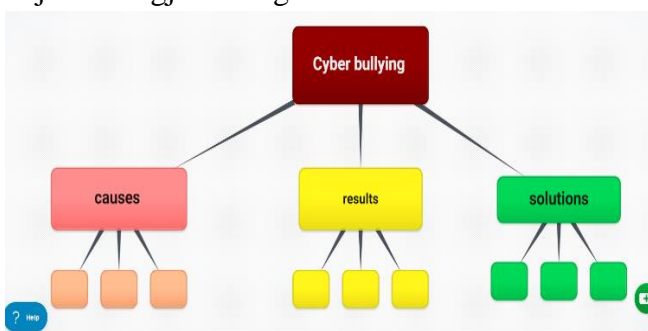 Cyber bullying
causes
results
solutions
? Help